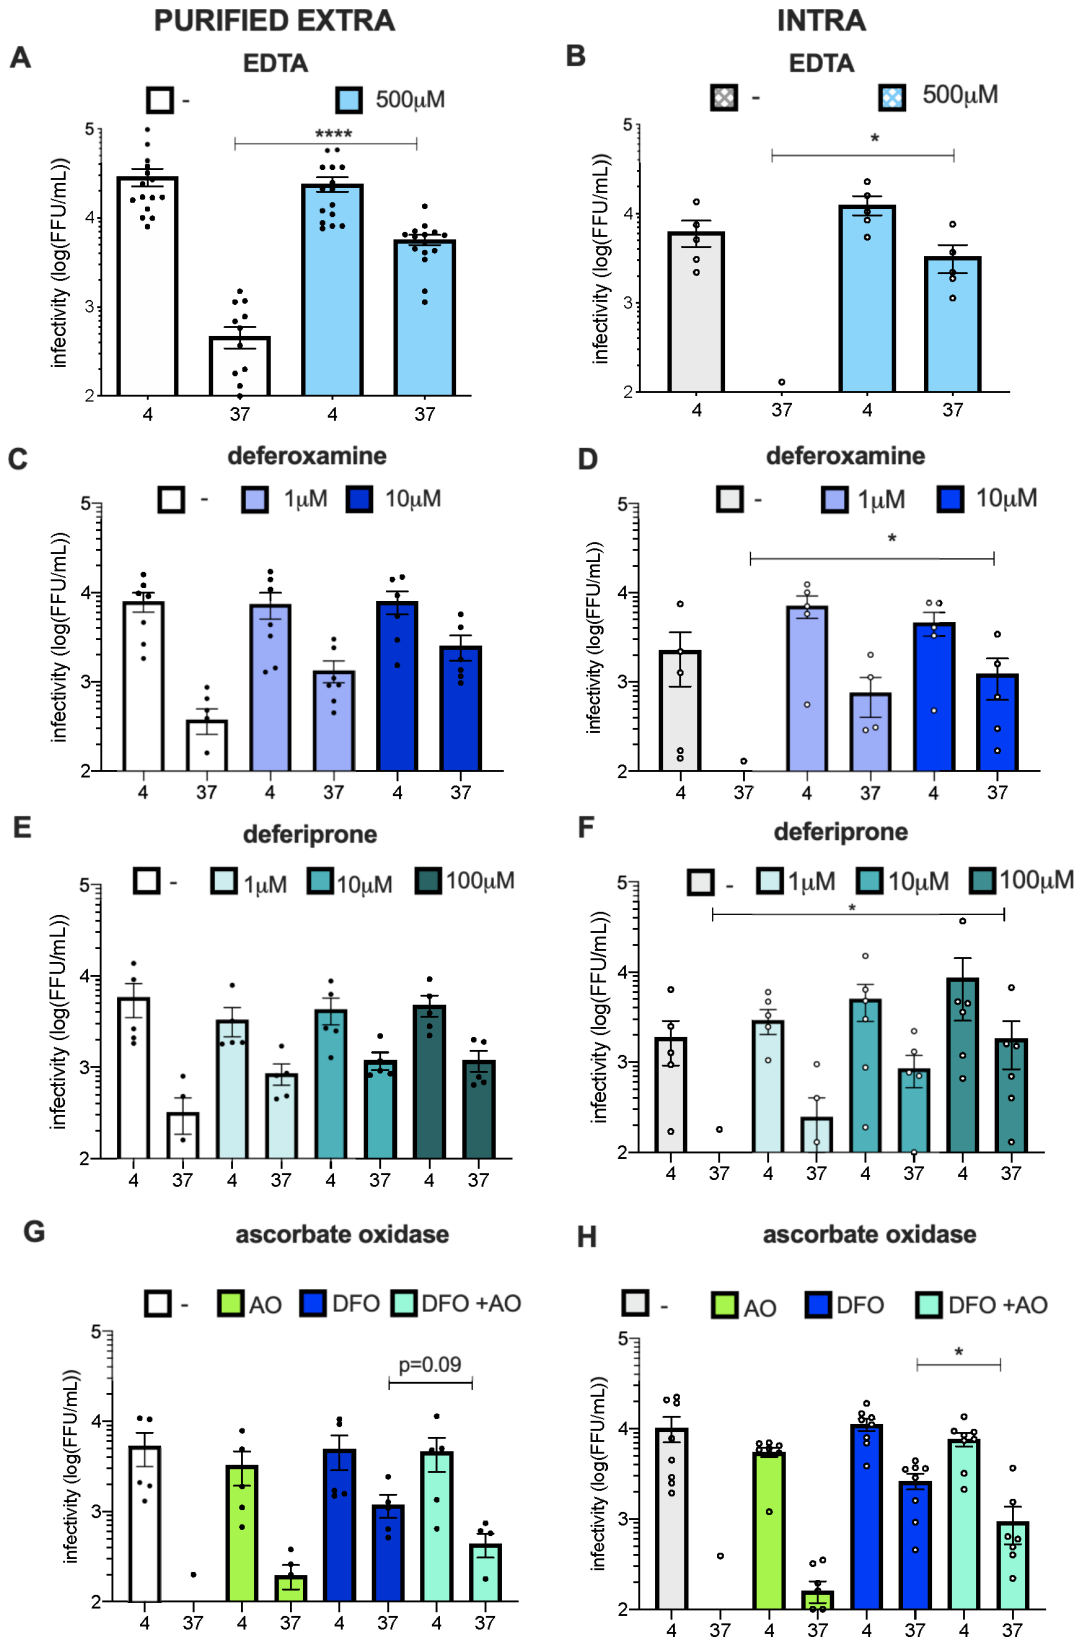 PURIFIED EXTRA
INTRA
A
EDTA
- 500µM
infectivity (log(FFU/mL))
5
4
3
2
****
4 37 4 37
B
EDTA
- 500µM
infectivity (log(FFU/mL))
5
4
3
2
*
4 37 4 37
C
deferoxamine
- 1µM 10µM
infectivity (log(FFU/mL))
5
4
3
2
4 37 4 37 4 37
D
deferoxamine
- 1µM 10µM
infectivity (log(FFU/mL))
5
4
3
2
*
4 37 4 37 4 37
E
deferiprone
- 1µM 10µM 100µM
infectivity (log(FFU/mL))
5
4
3
2
4 37 4 37 4 37 4 37
F
deferiprone
- 1µM 10µM 100µM
infectivity (log(FFU/mL))
5
4
3
2
*
4 37 4 37 4 37 4 37
G
ascorbate oxidase
- AO DFO DFO +AO
infectivity (log(FFU/mL))
5
4
3
2
p=0.09
4 37 4 37 4 37 4 37
H
ascorbate oxidase
- AO DFO DFO +AO
infectivity (log(FFU/mL))
5
4
3
2
*
4 37 4 37 4 37 4 37